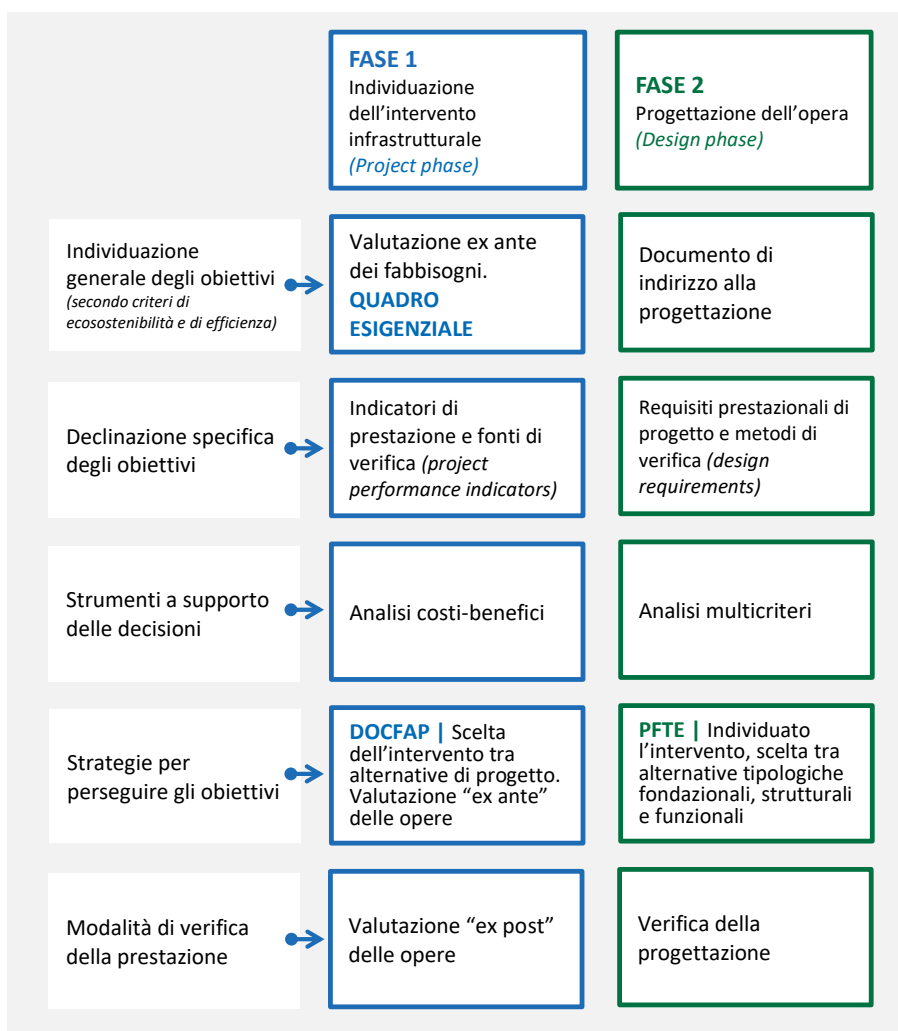 FASE 1
Individuazione
dell’intervento
infrastrutturale
(Project phase)
FASE 2
Progettazione dell’opera
(Design phase)
Individuazione
generale degli obiettivi
(secondo criteri di
ecosostenibilità e di efficienza)
Valutazione ex ante
dei fabbisogni.
QUADRO
ESIGENZIALE
Documento di
indirizzo alla
progettazione
Declinazione specifica
degli obiettivi
Indicatori di
prestazione e fonti di
verifica (project
performance indicators)
Requisiti prestazionali di
progetto e metodi di
verifica (design
requirements)
Strumenti a supporto
delle decisioni
Analisi costi-benefici
Analisi multicriteri
Strategie per
perseguire gli obiettivi
DOCFAP | Scelta
dell’intervento tra
alternative di progetto.
Valutazione “ex ante”
delle opere
PFTE | Individuato
l’intervento, scelta tra
alternative tipologiche
fondazionali, strutturali
e funzionali
Modalità di verifica
della prestazione
Valutazione “ex post”
delle opere
Verifica della
progettazione